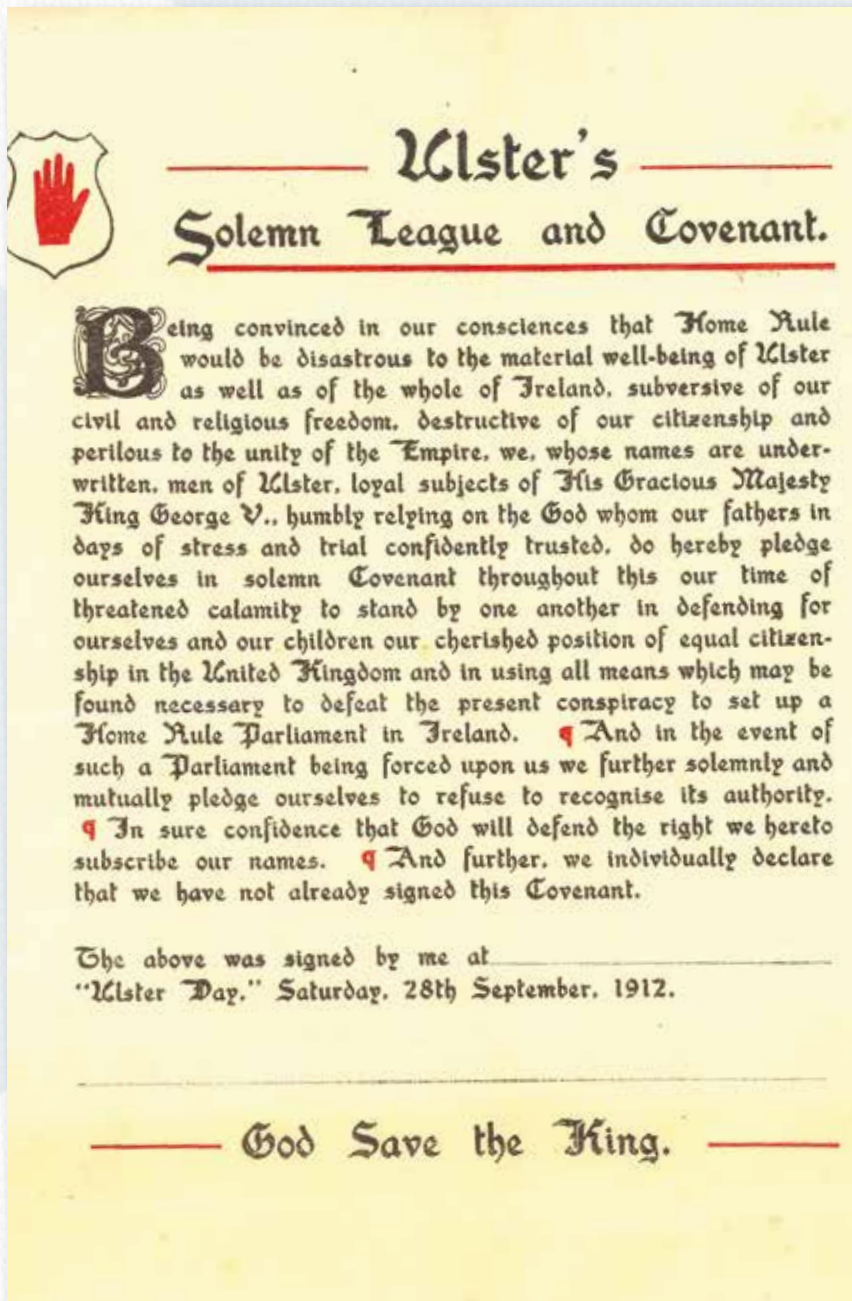 Ulster's
Solemn League and Covenant.
Being convinced in our consciences that Home Rule
would be disastrous to the material well-being of Ulster
as well as of the whole of Ireland, subversive of our
civil and religious freedom, destructive of our citizenship and
perilous to the unity of the Empire, we, whose names are under-
written, men of Ulster, loyal subjects of His Gracious Majesty
King George V., humbly relying on the God whom our fathers in
days of stress and trial confidently trusted, do hereby pledge
ourselves in solemn Covenant throughout this our time of
threatened calamity to stand by one another in defending for
ourselves and our children our cherished position of equal citizen-
ship in the United Kingdom and in using all means which may be
found necessary to defeat the present conspiracy to set up a
Home Rule Parliament in Ireland. ¶ And in the event of
such a Parliament being forced upon us we further solemnly and
mutually pledge ourselves to refuse to recognise its authority.
¶ In sure confidence that God will defend the right we hereto
subscribe our names. ¶ And further, we individually declare
that we have not already signed this Covenant.
The above was signed by me at
"Ulster Day," Saturday, 28th September, 1912.
God Save the King.